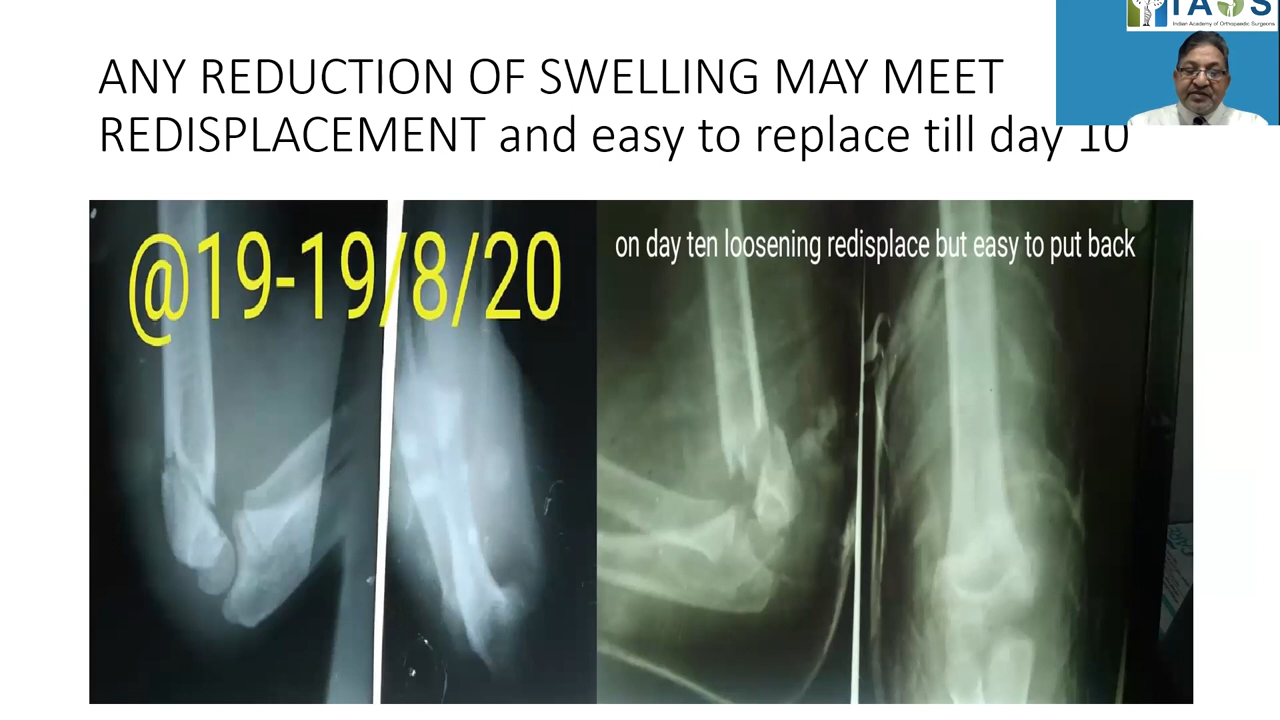 ANY REDUCTION OF SWELLING MAY MEET
REDISPLACEMENT and easy to replace till day 10
Indian Academy of Orthopaedic Surgeons
@19-19/8/20
on day ten loosening redisplace but easy to put back